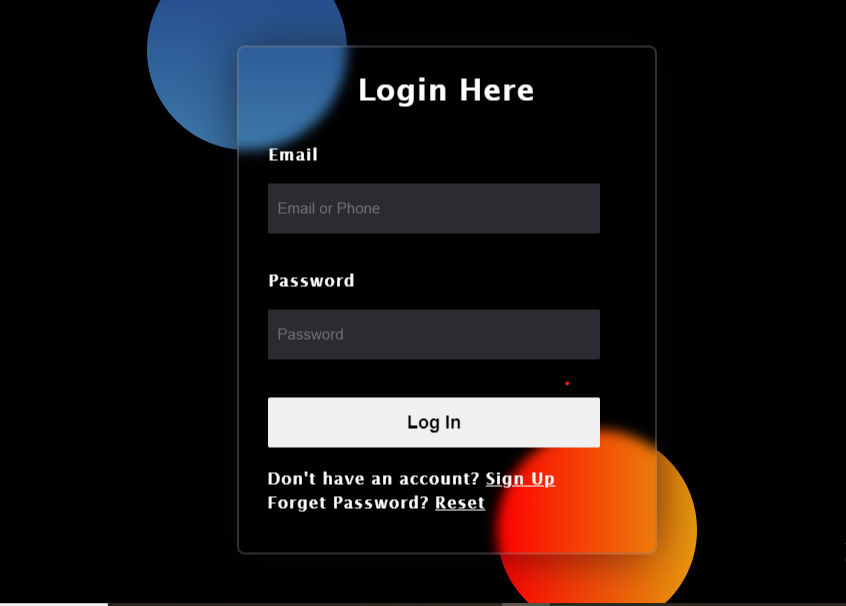 Login Here
Email
Email or Phone
Password
Password
Log In
Don't have an account? Sign Up
Forget Password? Reset